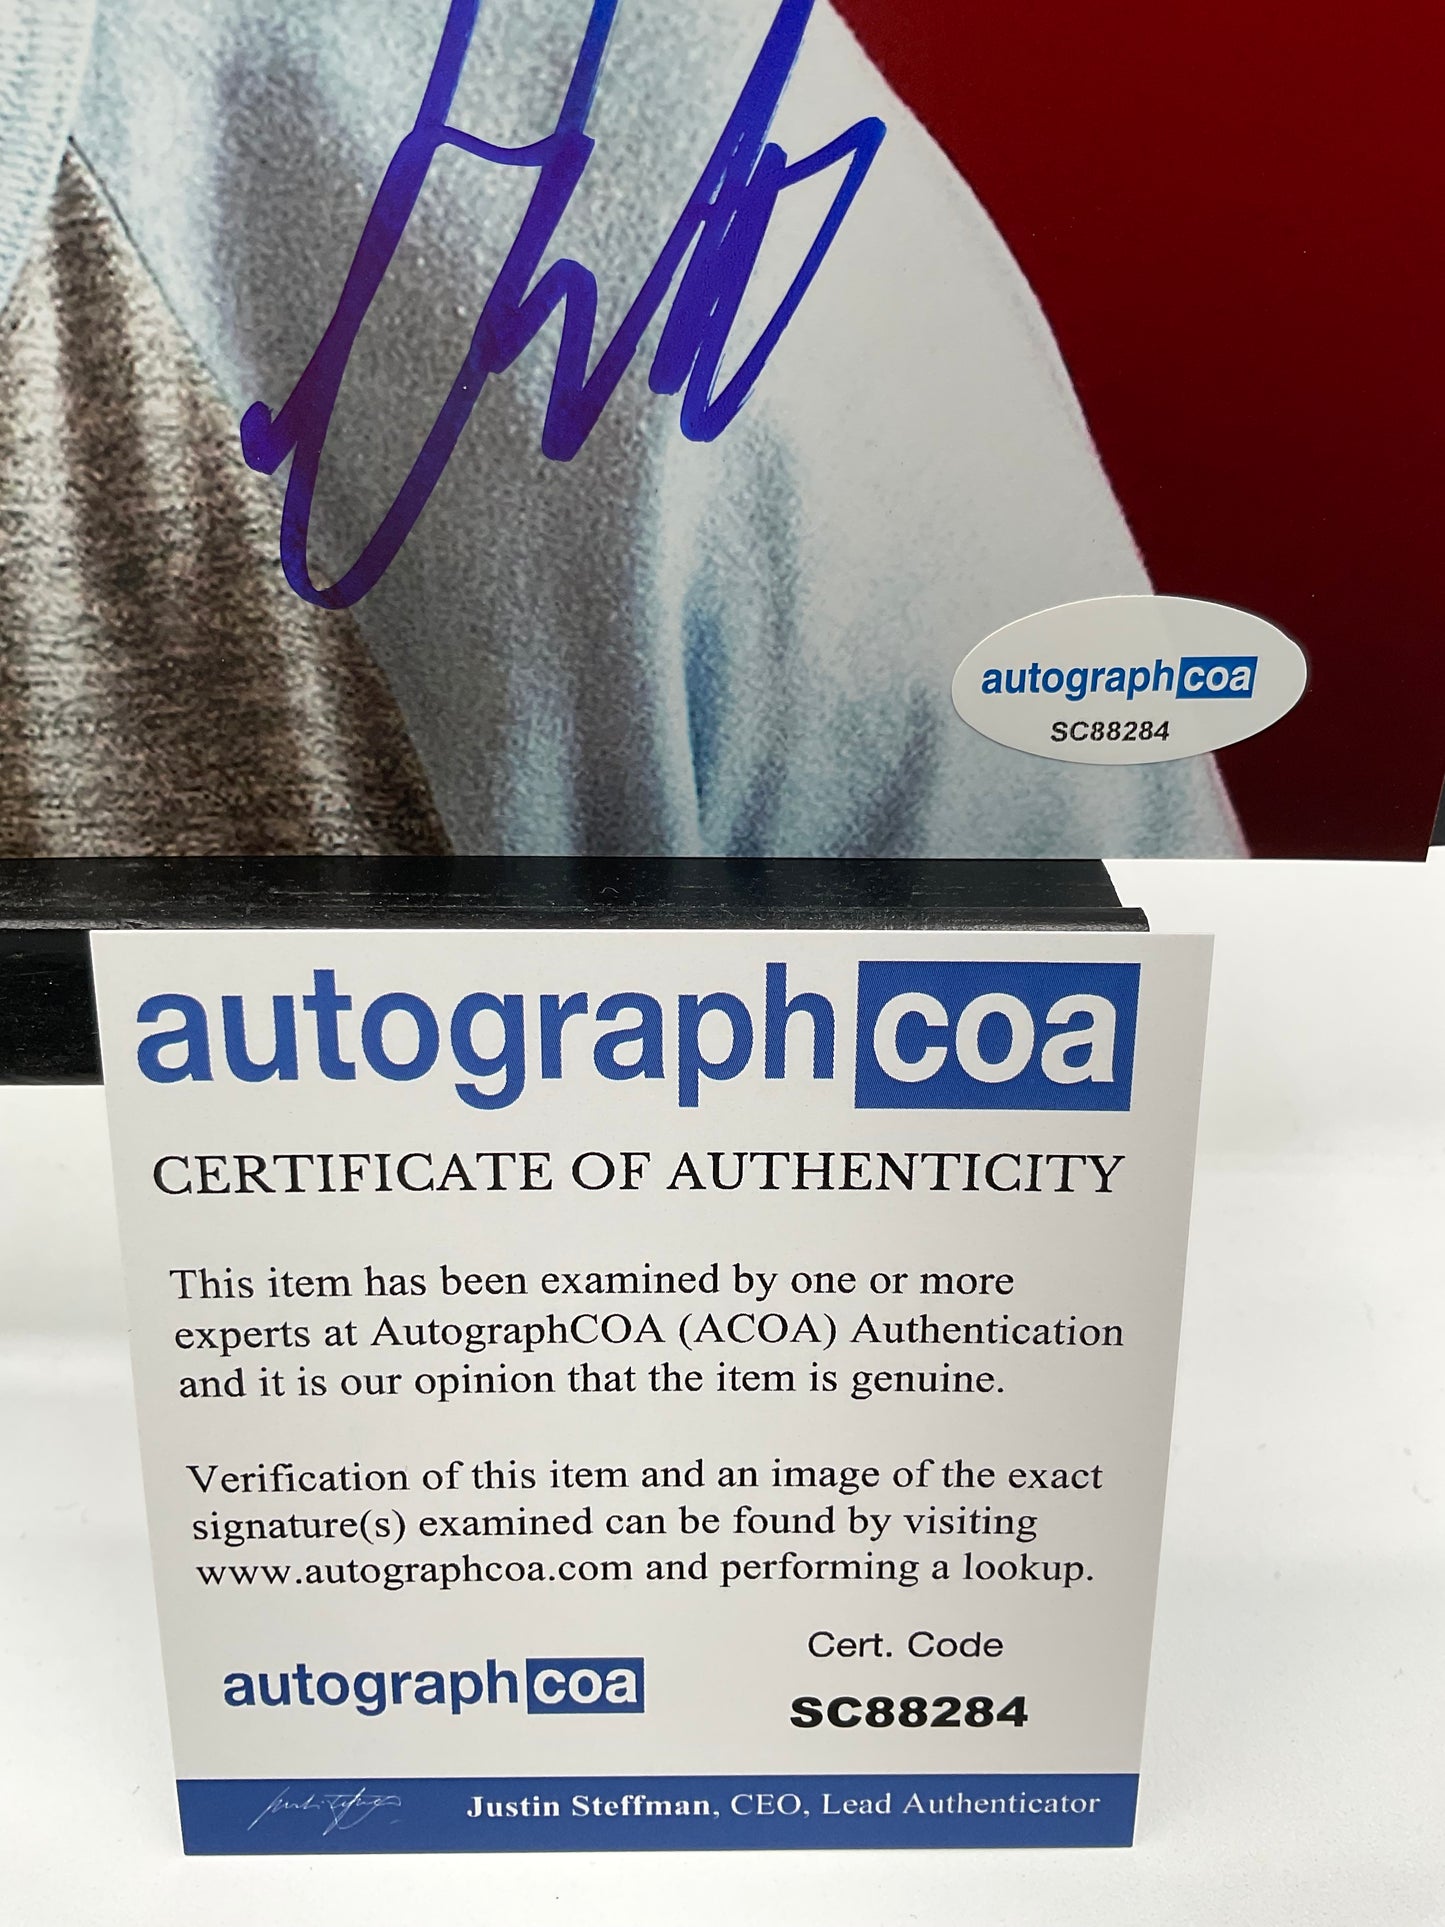 autographcoa
SC88284
autographcoa
CERTIFICATE OF AUTHENTICITY
This item has been examined by one or more
experts at AutographCOA (ACOA) Authentication
and it is our opinion that the item is genuine.
Verification of this item and an image of the exact
signature(s) examined can be found by visiting
www.autographcoa.com and performing a lookup.
autographcoa
Cert. Code
SC88284
Justin Steffman, CEO, Lead Authenticator